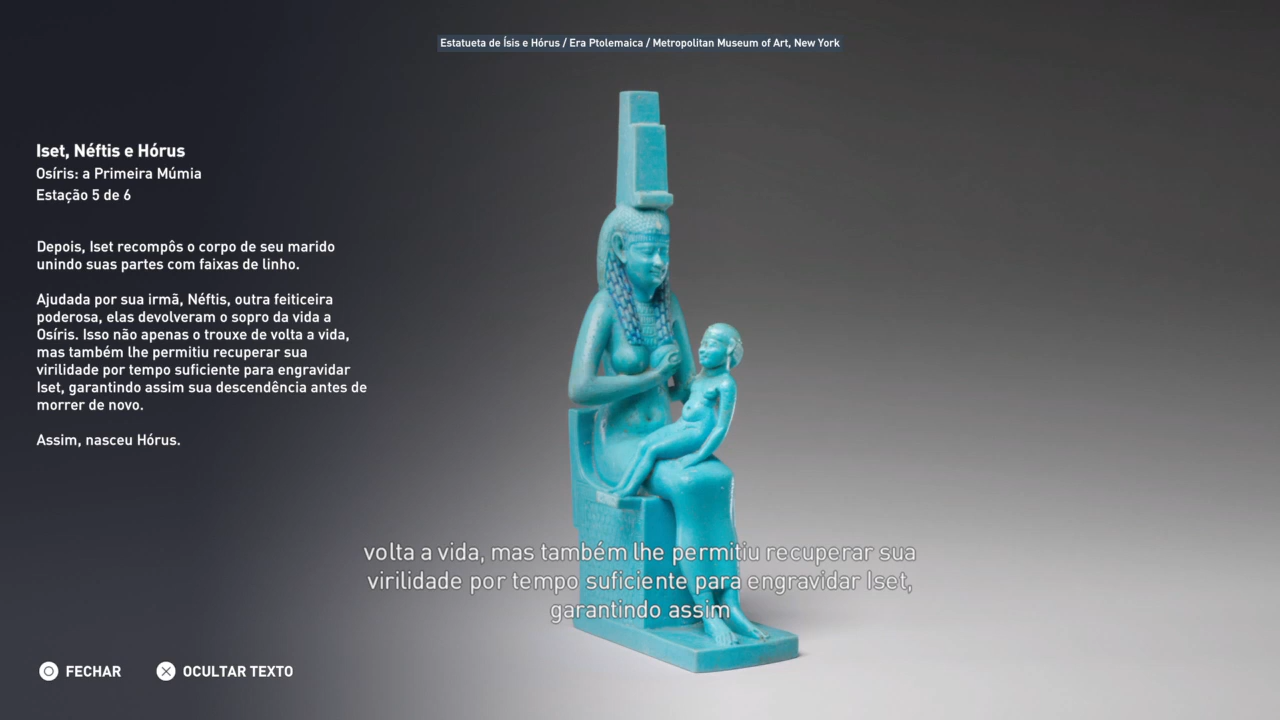 Estatueta de Ísis e Hórus / Era Ptolemaica / Metropolitan Museum of Art, New York
Iset, Néftis e Hórus
Osíris: a Primeira Múmia
Estação 5 de 6
Depois, Iset recompôs o corpo de seu marido
unindo suas partes com faixas de linho.
Ajudada por sua irmã, Néftis, outra feiticeira
poderosa, elas devolveram o sopro da vida a
Osíris. Isso não apenas o trouxe de volta a vida,
mas também lhe permitiu recuperar sua
virilidade por tempo suficiente para engravidar
Iset, garantindo assim sua descendência antes de
morrer de novo.
Assim, nasceu Hórus.
volta a vida, mas também lhe permitiu recuperar sua
virilidade por tempo suficiente para engravidar Iset,
garantindo assim
FECHAR
OCULTAR TEXTO